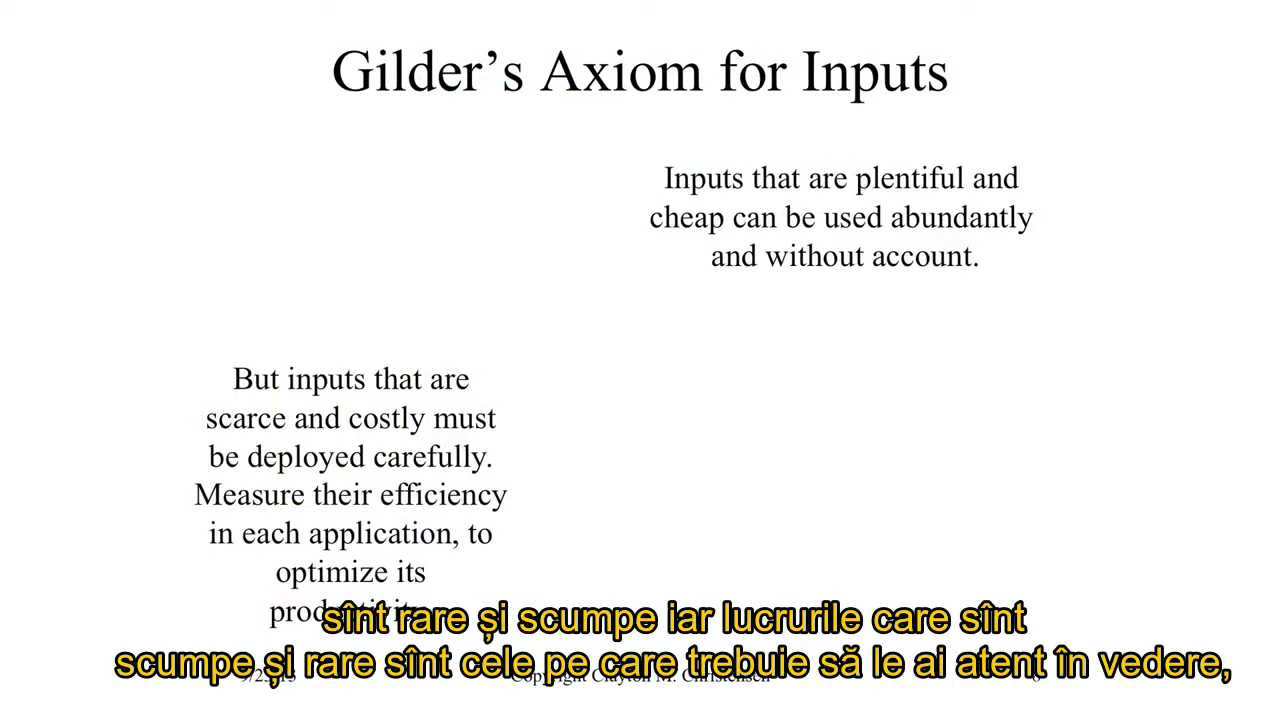 Gilder’s Axiom for Inputs
Inputs that are plentiful and
cheap can be used abundantly
and without account.
But inputs that are
scarce and costly must
be deployed carefully.
Measure their efficiency
in each application, to
optimize its
sînt rare și scumpe iar lucrurile care sînt
scumpe și rare sînt cele pe care trebuie să le ai atent în vedere,
Copyright Clayton M. Christensen